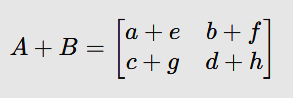 A + B = [a + e  b + f
c + g  d + h]